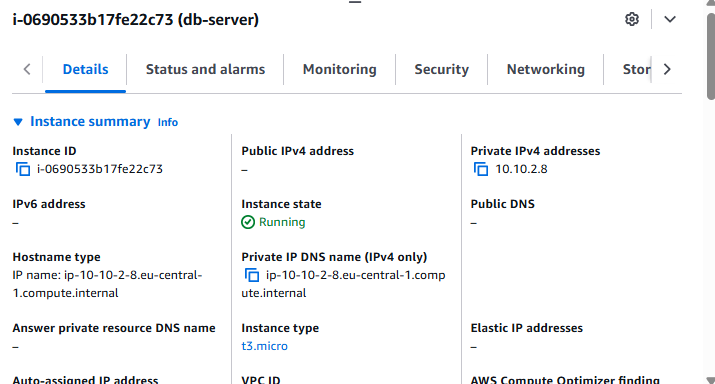 i-0690533b17fe22c73 (db-server)
Details
Status and alarms
Monitoring
Security
Networking
Stor
Instance summary Info
Instance ID
i-0690533b17fe22c73
Public IPv4 address
–
Private IPv4 addresses
10.10.2.8
IPv6 address
–
Instance state
Running
Public DNS
–
Hostname type
IP name: ip-10-10-2-8.eu-central-
1.compute.internal
Private IP DNS name (IPv4 only)
ip-10-10-2-8.eu-central-1.comp
ute.internal
Answer private resource DNS name
–
Instance type
t3.micro
Elastic IP addresses
–
Auto-assigned IP address
VPC ID
AWS Compute Optimizer finding